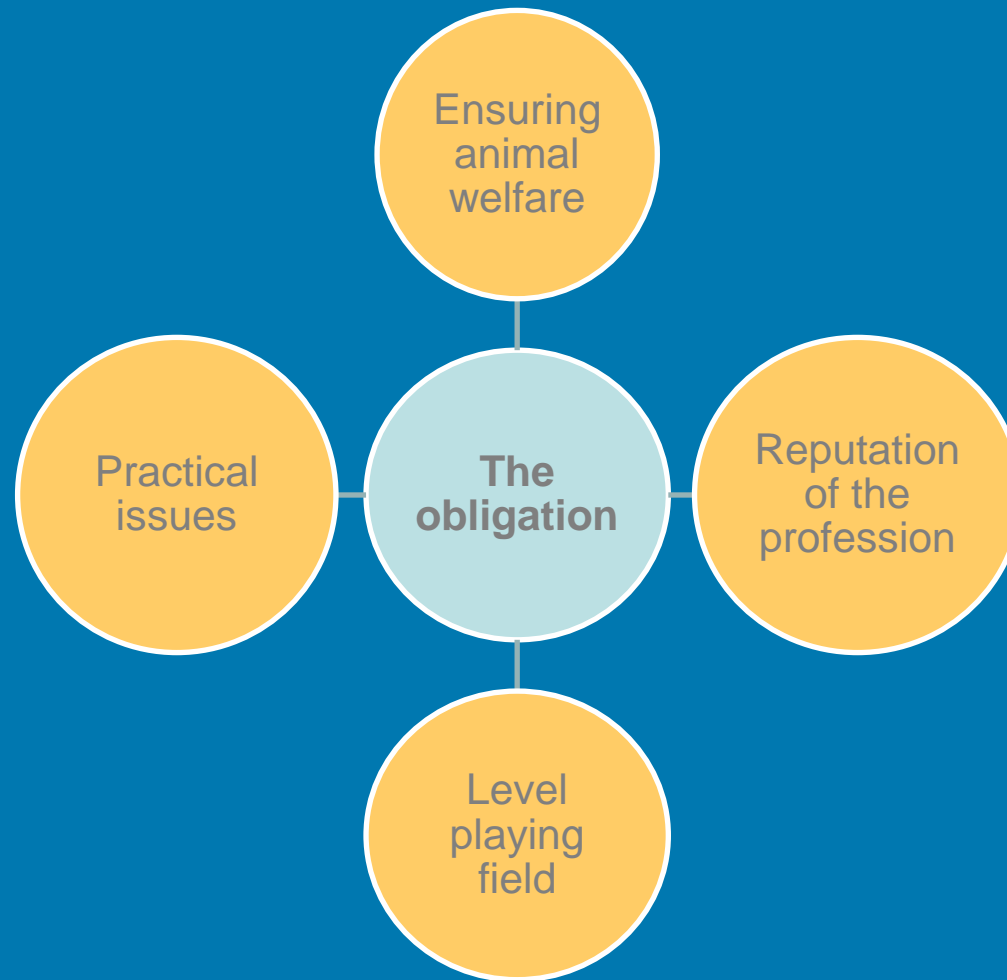 Ensuring
animal
welfare
Practical
issues
The
obligation
Reputation
of the
profession
Level
playing
field